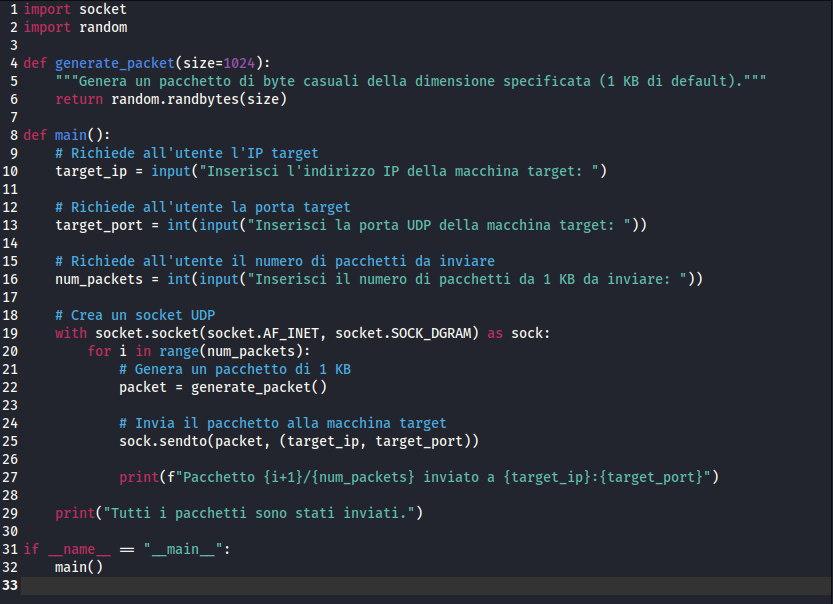 1 import socket
2 import random
3
4 def generate_packet(size=1024):
5     """Genera un pacchetto di byte casuali della dimensione specificata (1 KB di default)."""
6     return random.randbytes(size)
7
8 def main():
9     # Richiede all'utente l'IP target
10     target_ip = input("Inserisci l'indirizzo IP della macchina target: ")
11
12     # Richiede all'utente la porta target
13     target_port = int(input("Inserisci la porta UDP della macchina target: "))
14
15     # Richiede all'utente il numero di pacchetti da inviare
16     num_packets = int(input("Inserisci il numero di pacchetti da 1 KB da inviare: "))
17
18     # Crea un socket UDP
19     with socket.socket(socket.AF_INET, socket.SOCK_DGRAM) as sock:
20         for i in range(num_packets):
21             # Genera un pacchetto di 1 KB
22             packet = generate_packet()
23
24             # Invia il pacchetto alla macchina target
25             sock.sendto(packet, (target_ip, target_port))
26
27             print(f"Pacchetto {i+1}/{num_packets} inviato a {target_ip}:{target_port}")
28
29     print("Tutti i pacchetti sono stati inviati.")
30
31 if __name__ == "__main__":
32     main()
33